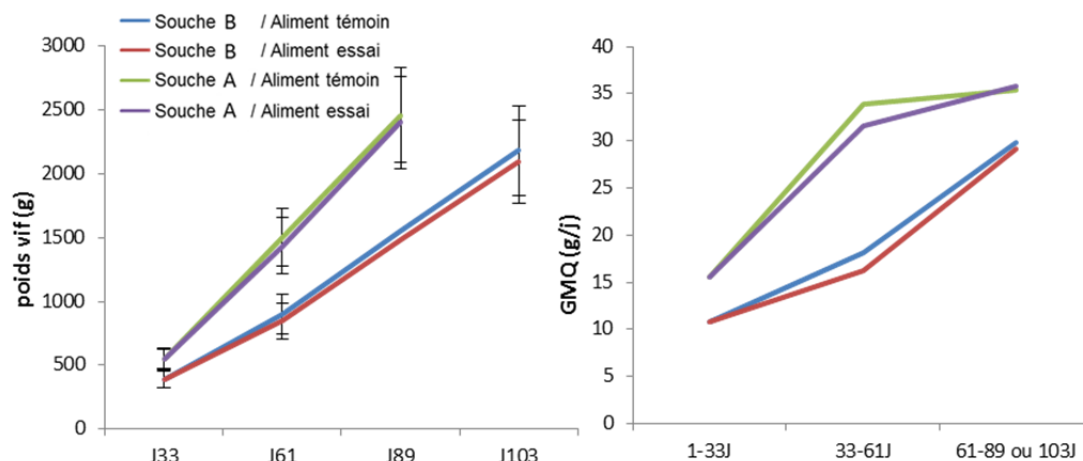 Souche B / Aliment témoin
Souche B / Aliment essai
Souche A / Aliment témoin
Souche A / Aliment essai
poids vif (g)
3000
2500
2000
1500
1000
500
0
J33 J61 J89 J103
GMQ (g/j)
40
35
30
25
20
15
10
5
0
1-33J 33-61J 61-89 ou 103J